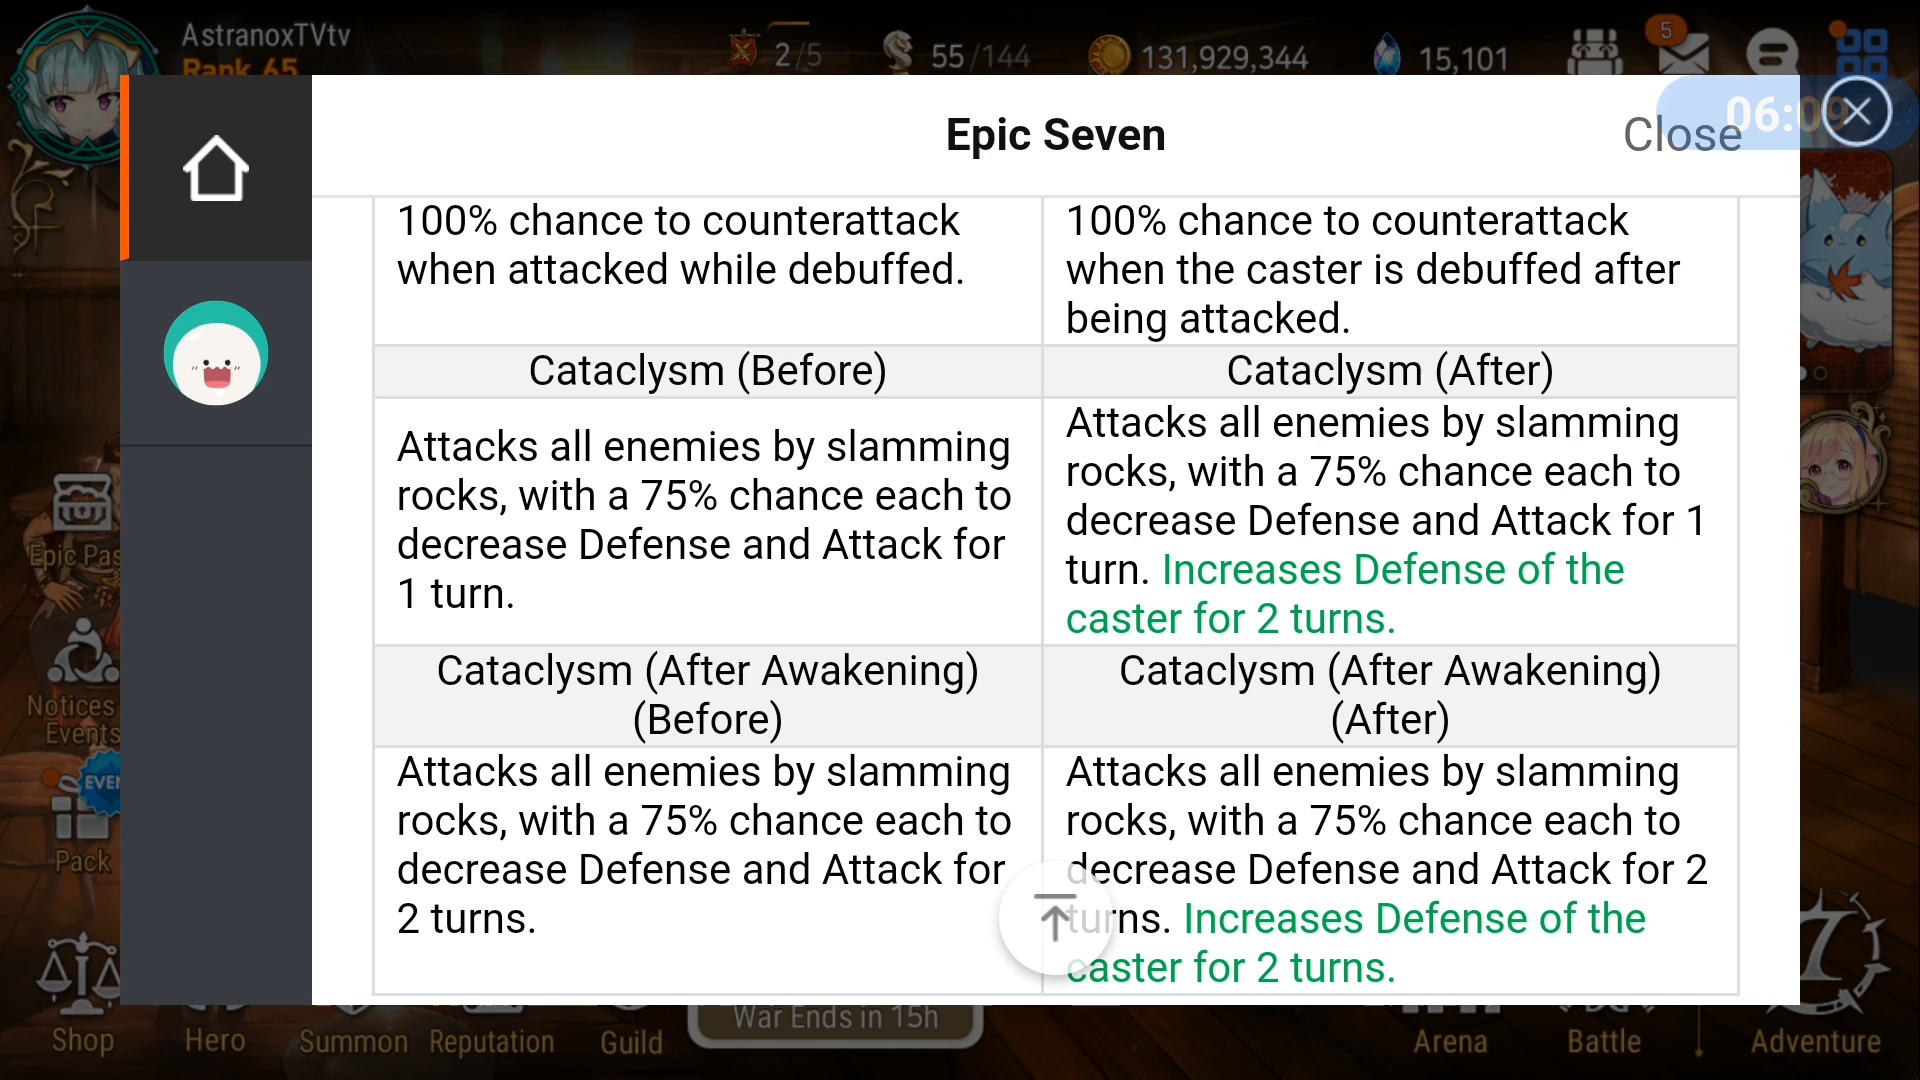 AstranoxTVtv
Rank 65
2/5
55/144
131,929,344
15,101
5
06:09
Epic Seven
Close
100% chance to counterattack
when attacked while debuffed.
100% chance to counterattack
when the caster is debuffed after
being attacked.
Cataclysm (Before)
Cataclysm (After)
Attacks all enemies by slamming
rocks, with a 75% chance each to
decrease Defense and Attack for
1 turn.
Attacks all enemies by slamming
rocks, with a 75% chance each to
decrease Defense and Attack for 1
turn. Increases Defense of the
caster for 2 turns.
Cataclysm (After Awakening)
(Before)
Cataclysm (After Awakening)
(After)
Attacks all enemies by slamming
rocks, with a 75% chance each to
decrease Defense and Attack for
2 turns.
Attacks all enemies by slamming
rocks, with a 75% chance each to
decrease Defense and Attack for 2
turns. Increases Defense of the
caster for 2 turns.
Epic Pas
Notices
Events
EVEN
Pack
Shop
Hero
Summon
Reputation
Guild
War Ends in 15h
Arena
Battle
Adventure